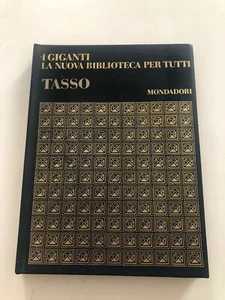 I GIGANTI
LA NUOVA BIBLIOTECA PER TUTTI
TASSO
MONDADORI